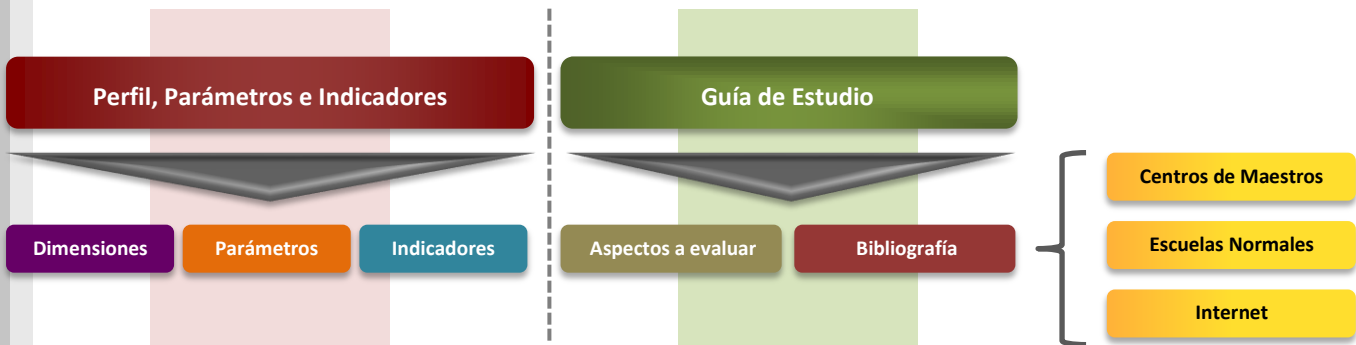 Perfil, Parámetros e Indicadores
Guía de Estudio
Dimensiones
Parámetros
Indicadores
Aspectos a evaluar
Bibliografía
Centros de Maestros
Escuelas Normales
Internet